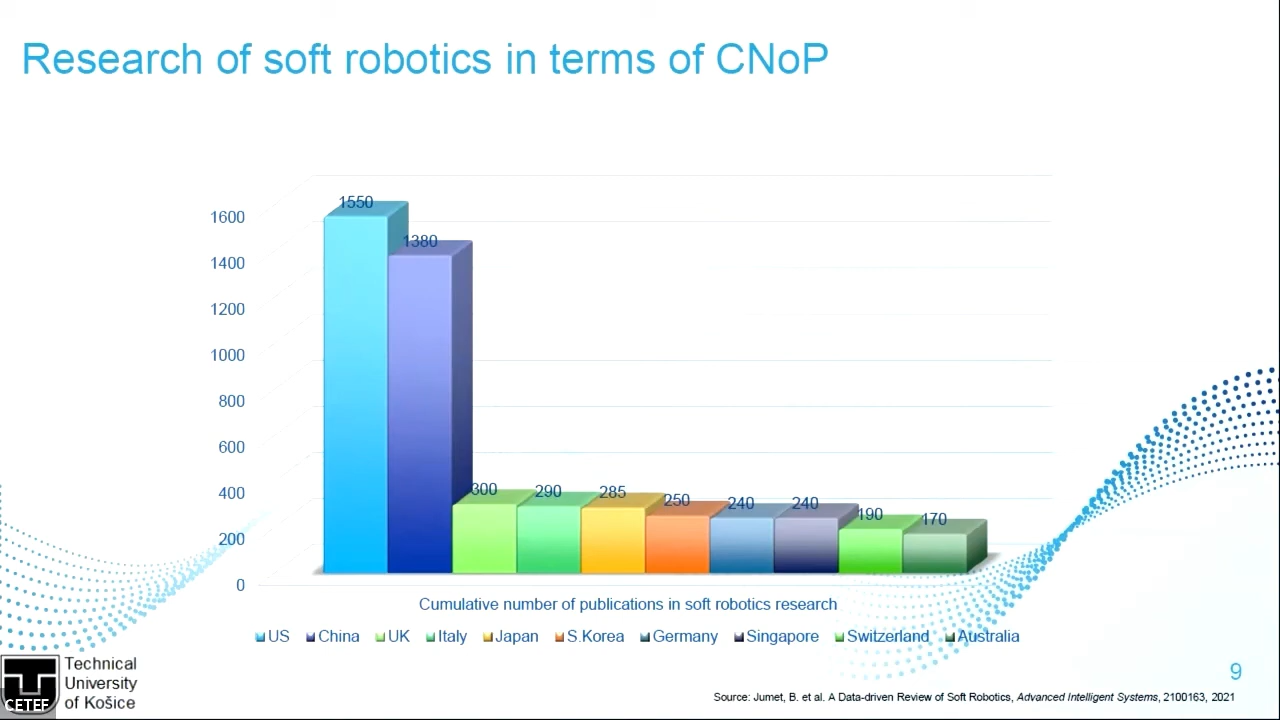 Research of soft robotics in terms of CNoP
1550
1380
300
290
285
250
240
240
190
170
1600
1400
1200
1000
800
600
400
200
0
Cumulative number of publications in soft robotics research
US China UK Italy Japan S.Korea Germany Singapore Switzerland Australia
Technical
University
of Košice
CETEF
9
Source: Jumet, B. et al. A Data-driven Review of Soft Robotics, Advanced Intelligent Systems, 2100163, 2021